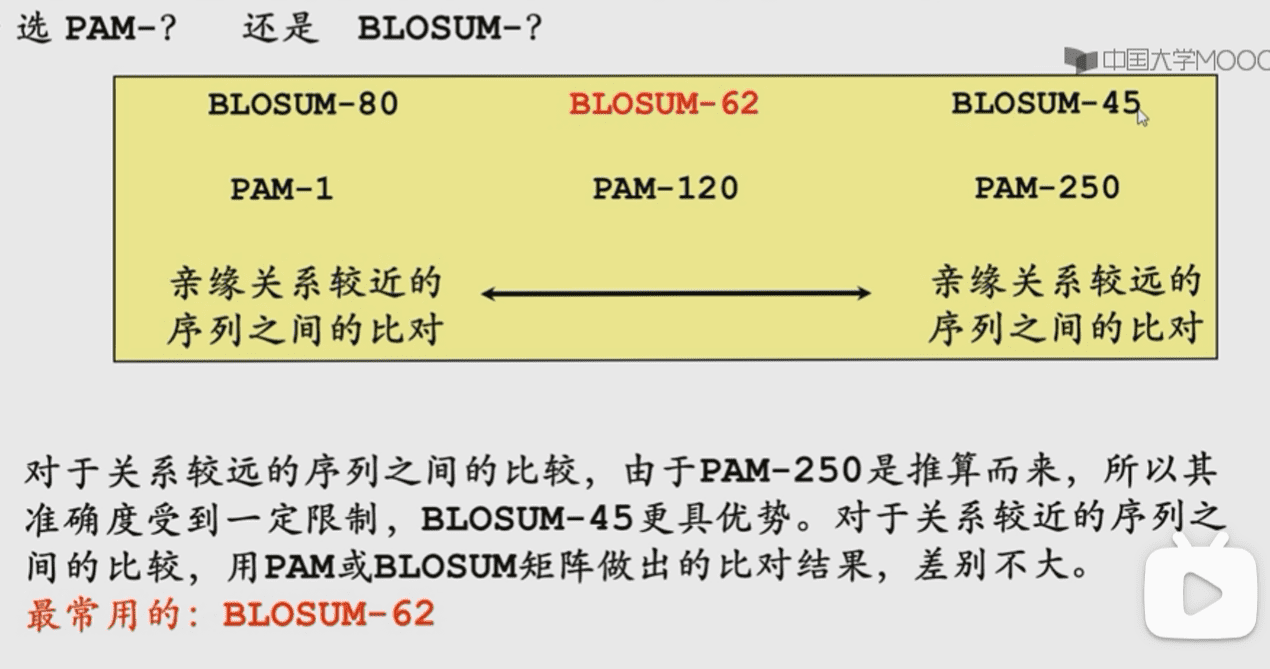 选 PAM-? 还是 BLOSUM-?
中国大学MOOC
BLOSUM-80 BLOSUM-62 BLOSUM-45
PAM-1 PAM-120 PAM-250
亲缘关系较近的 亲缘关系较远的
序列之间的比对 序列之间的比对
对于关系较远的序列之间的比较，由于PAM-250是推算而来，所以其
准确度受到一定限制，BLOSUM-45更具优势。对于关系较近的序列之
间的比较，用PAM或BLOSUM矩阵做出的比对结果，差别不大。
最常用的：BLOSUM-62